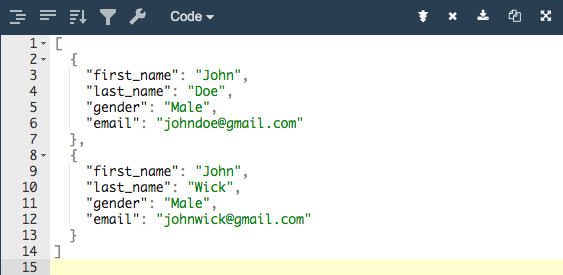 Code
1 [
2 {
3 "first_name": "John",
4 "last_name": "Doe",
5 "gender": "Male",
6 "email": "johndoe@gmail.com"
7 },
8 {
9 "first_name": "John",
10 "last_name": "Wick",
11 "gender": "Male",
12 "email": "johnwick@gmail.com"
13 }
14 ]
15